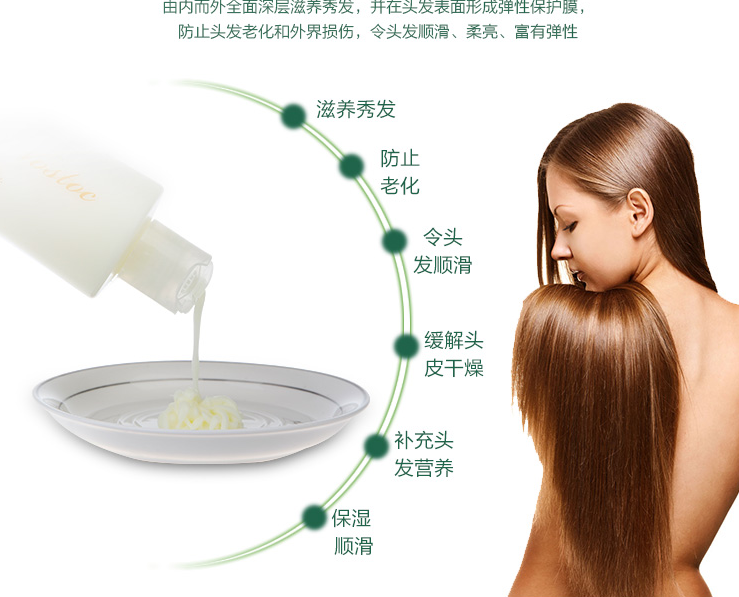 由内而外全面深层滋养秀发，并在头发表面形成弹性保护膜，
防止头发老化和外界损伤，令头发顺滑、柔亮、富有弹性
滋养秀发
防止
老化
令头
发顺滑
缓解头
皮干燥
补充头
发营养
保湿
顺滑